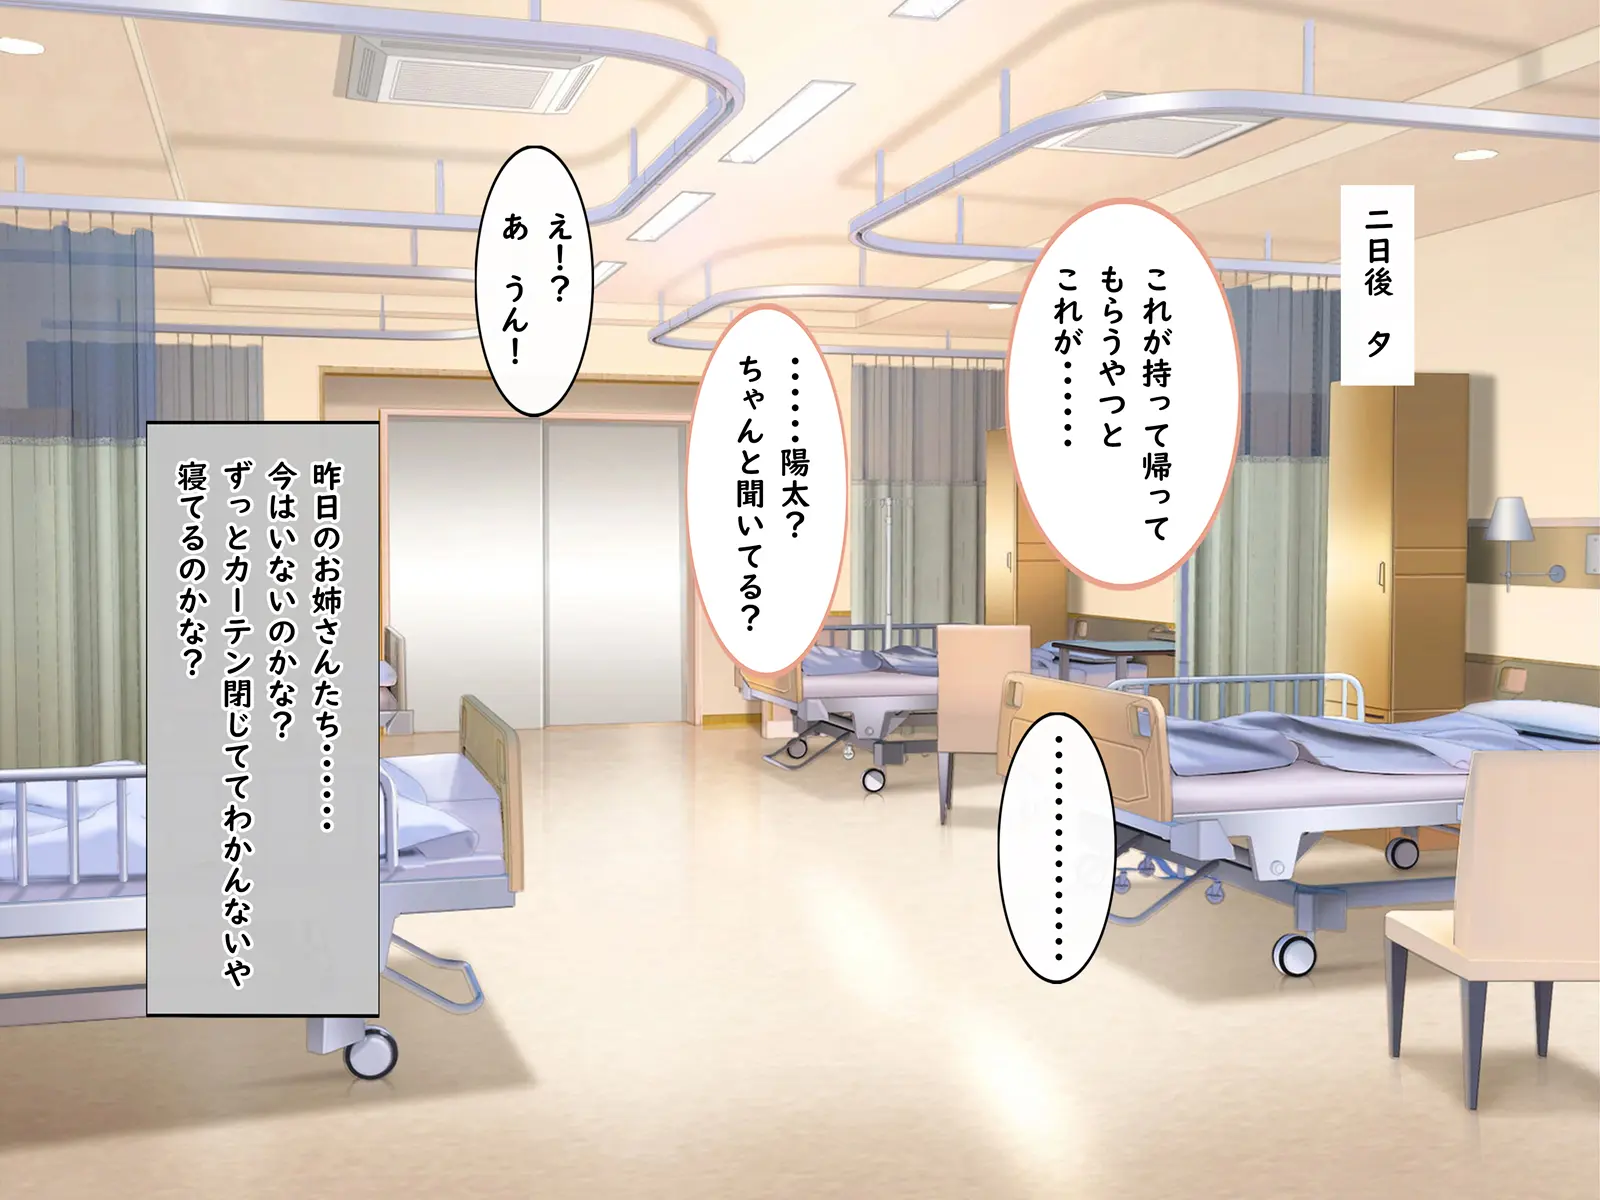 二日後　夕
これが持って帰って
もらうやつと
これが・・・・・・
・・・・・・・・・・・・
・・・・・・陽太？
ちゃんと聞いてる？
え！？
あ　うん！
昨日のお姉さんたち・・・・・・
今はいないのかな？
ずっとカーテン閉じててわかんないや
寝てるのかな？